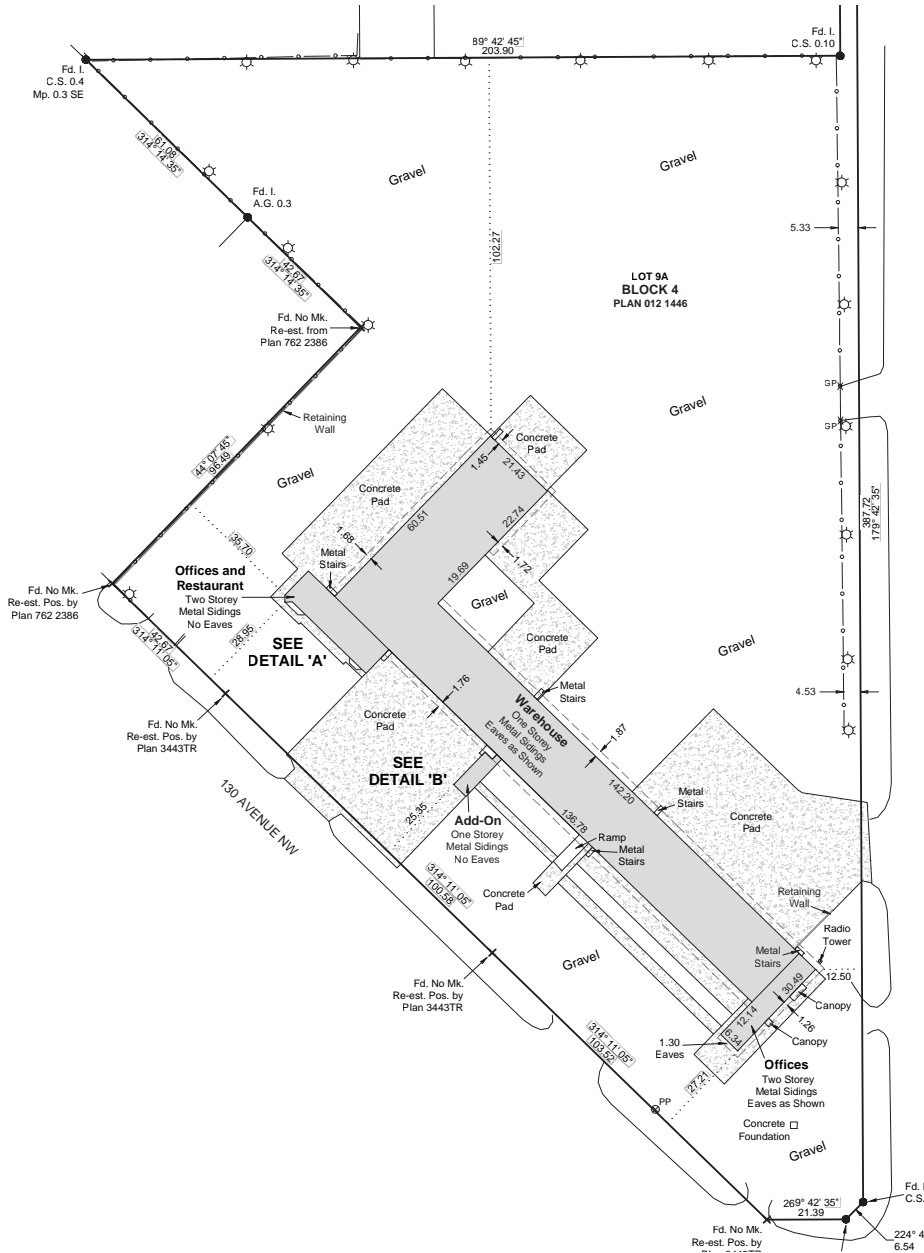 89° 42' 45"
203.90
Fd. I.
C.S. 0.10
Fd. I.
C.S. 0.4
Mp. 0.3 SE
61.08
314° 14' 35"
Fd. I.
A.G. 0.3
42.67
314° 14' 35"
Gravel
Gravel
102.27
5.33
LOT 9A
BLOCK 4
PLAN 012 1446
Fd. No Mk.
Re-est. from
Plan 762 2386
GP
GP
Retaining
Wall
44° 07' 45"
96.49
Gravel
Gravel
Concrete
Pad
1.45
21.43
Concrete
Pad
60.51
22.74
387.72
179° 42' 35"
1.68
1.72
35.70
Metal
Stairs
19.69
Gravel
Offices and
Restaurant
Two Storey
Metal Sidings
No Eaves
Fd. No Mk.
Re-est. Pos. by
Plan 762 2386
42.67
314° 11' 05"
28.95
SEE
DETAIL 'A'
Concrete
Pad
Gravel
1.76
Metal
Stairs
4.53
Concrete
Pad
Warehouse
One Storey
Metal Sidings
Eaves as Shown
1.87
Fd. No Mk.
Re-est. Pos. by
Plan 3443TR
SEE
DETAIL 'B'
142.20
Metal
Stairs
130 AVENUE NW
25.35
Add-On
One Storey
Metal Sidings
No Eaves
136.78
Ramp
Metal
Stairs
Concrete
Pad
Concrete
Pad
314° 11' 05"
100.58
Retaining
Wall
Radio
Tower
Metal
Stairs
12.50
Gravel
Fd. No Mk.
Re-est. Pos. by
Plan 3443TR
30.49
12.14
6.34
Canopy
1.26
Canopy
1.30
Eaves
314° 11' 05"
103.52
27.21
Offices
Two Storey
Metal Sidings
Eaves as Shown
PP
Concrete
Foundation
Gravel
269° 42' 35"
21.39
Fd.
C.S.
Fd. No Mk.
Re-est. Pos. by
224° 4
6.54